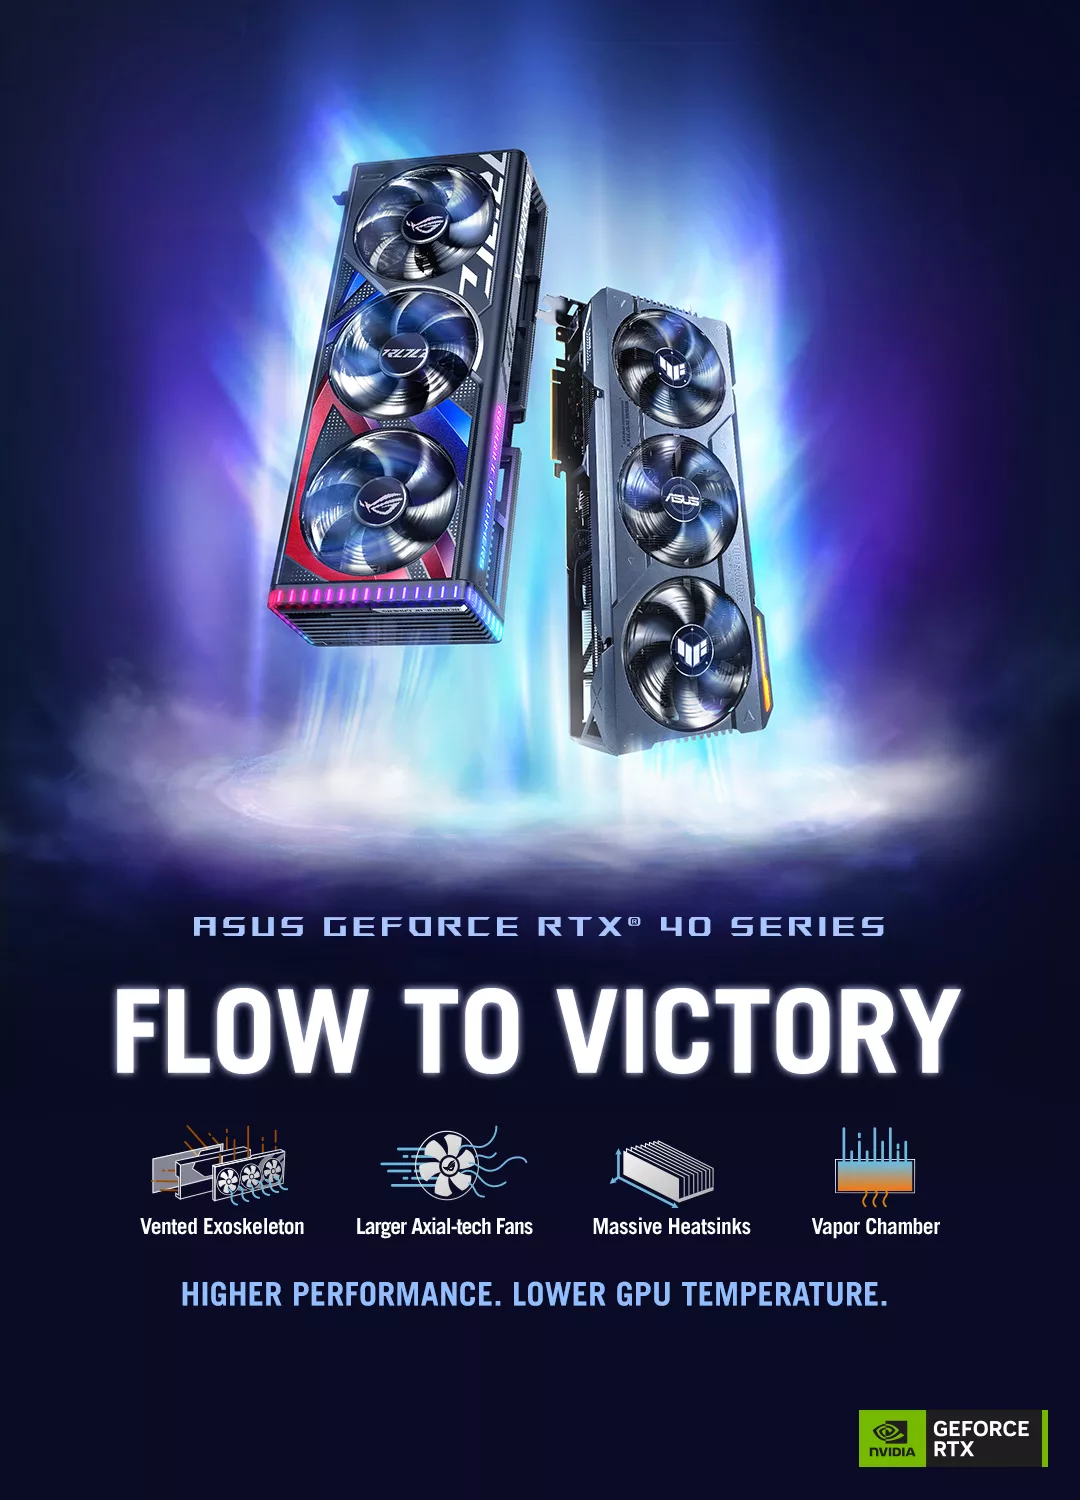 ASUS
ASUS GEFORCE RTX® 40 SERIES
FLOW TO VICTORY
Vented Exoskeleton
Larger Axial-tech Fans
Massive Heatsinks
Vapor Chamber
HIGHER PERFORMANCE. LOWER GPU TEMPERATURE.
NVIDIA
GEFORCE
RTX